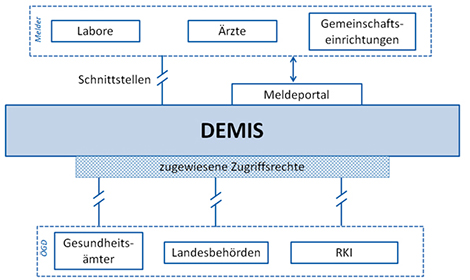 Melder
Labore
Ärzte
Gemeinschafts-
einrichtungen
Schnittstellen
Meldeportal
DEMIS
zugewiesene Zugriffsrechte
ÖGD
Gesundheits-
ämter
Landesbehörden
RKI